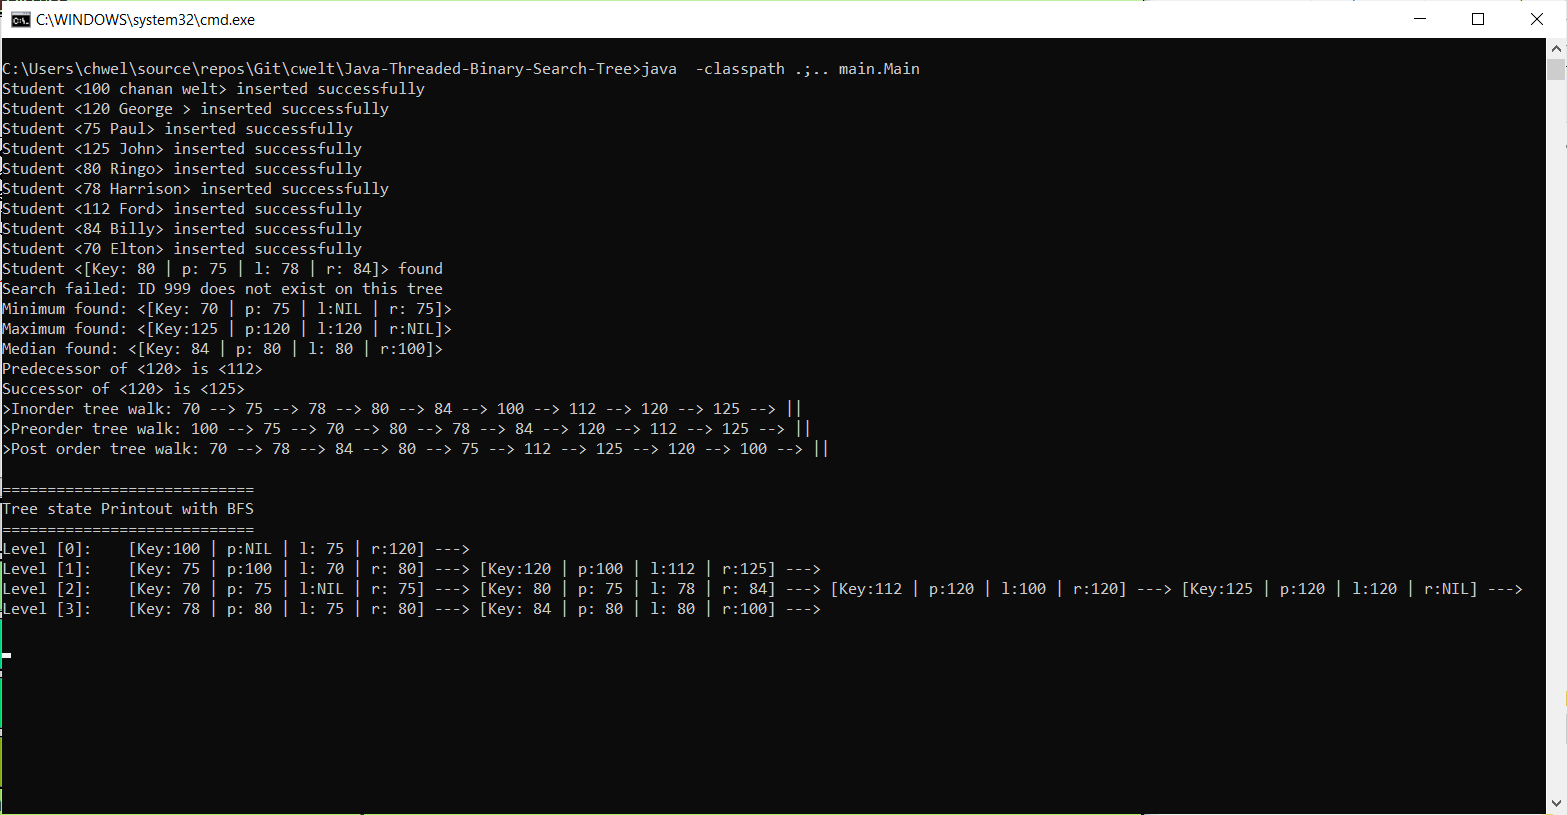 C:\WINDOWS\system32\cmd.exe
C:\Users\chwel\source\repos\Git\cwelt\Java-Threaded-Binary-Search-Tree>java  -classpath .;.. main.Main
Student <100 chanan welt> inserted successfully
Student <120 George > inserted successfully
Student <75 Paul> inserted successfully
Student <125 John> inserted successfully
Student <80 Ringo> inserted successfully
Student <78 Harrison> inserted successfully
Student <112 Ford> inserted successfully
Student <84 Billy> inserted successfully
Student <70 Elton> inserted successfully
Student <[Key: 80 | p: 75 | l: 78 | r: 84]> found
Search failed: ID 999 does not exist on this tree
Minimum found: <[Key: 70 | p: 75 | l:NIL | r: 75]>
Maximum found: <[Key:125 | p:120 | l:120 | r:NIL]>
Median found: <[Key: 84 | p: 80 | l: 80 | r:100]>
Predecessor of <120> is <112>
Successor of <120> is <125>
>Inorder tree walk: 70 --> 75 --> 78 --> 80 --> 84 --> 100 --> 112 --> 120 --> 125 --> ||
>Preorder tree walk: 100 --> 75 --> 70 --> 80 --> 78 --> 84 --> 120 --> 112 --> 125 --> ||
>Post order tree walk: 70 --> 78 --> 84 --> 80 --> 75 --> 112 --> 125 --> 120 --> 100 --> ||
============================
Tree state Printout with BFS
============================
Level [0]:    [Key:100 | p:NIL | l: 75 | r:120] --->
Level [1]:    [Key: 75 | p:100 | l: 70 | r: 80] ---> [Key:120 | p:100 | l:112 | r:125] --->
Level [2]:    [Key: 70 | p: 75 | l:NIL | r: 75] ---> [Key: 80 | p: 75 | l: 78 | r: 84] ---> [Key:112 | p:120 | l:100 | r:120] ---> [Key:125 | p:120 | l:120 | r:NIL] --->
Level [3]:    [Key: 78 | p: 80 | l: 75 | r: 80] ---> [Key: 84 | p: 80 | l: 80 | r:100] --->